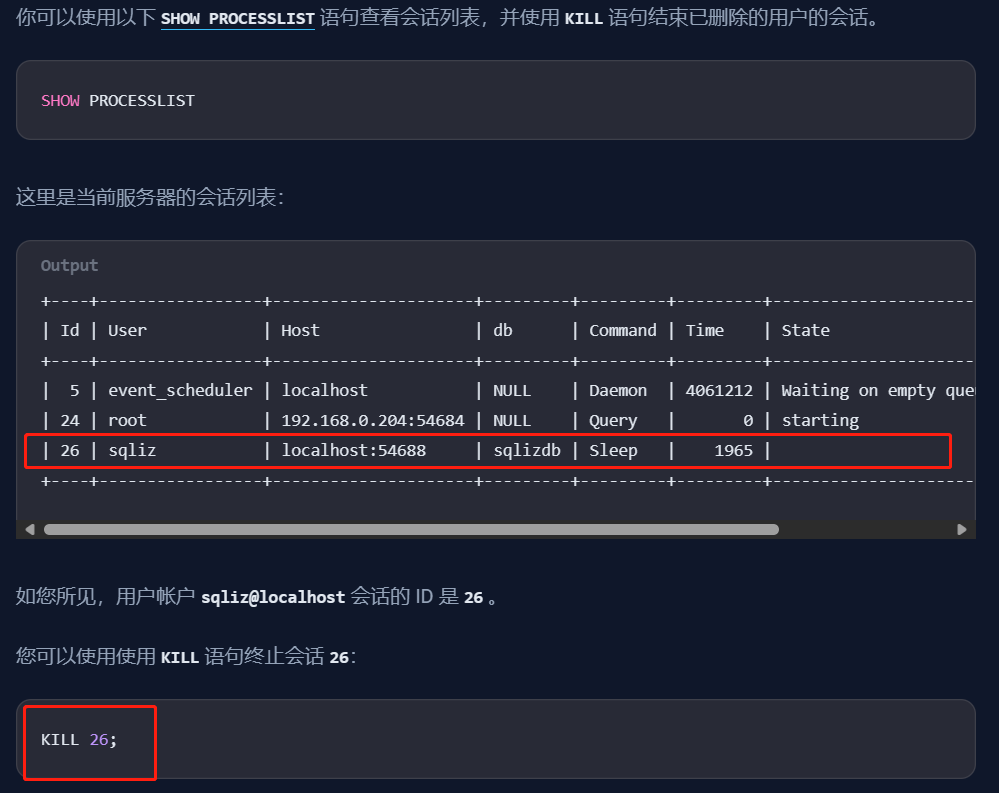 你可以使用以下 SHOW PROCESSLIST 语句查看会话列表，并使用 KILL 语句结束已删除的用户的会话。
SHOW PROCESSLIST
这里是当前服务器的会话列表：
Output
+----+-----------------+---------------------+---------+---------+---------+---------------------
| Id | User            | Host                | db      | Command | Time    | State
+----+-----------------+---------------------+---------+---------+---------+---------------------
|  5 | event_scheduler | localhost           | NULL    | Daemon  | 4061212 | Waiting on empty que
| 24 | root            | 192.168.0.204:54684 | NULL    | Query   |       0 | starting
| 26 | sqliz           | localhost:54688     | sqlizdb | Sleep   |    1965 |
+----+-----------------+---------------------+---------+---------+---------+---------------------
如您所见，用户帐户 sqliz@localhost 会话的 ID 是 26 。
您可以使用使用 KILL 语句终止会话 26：
KILL 26;